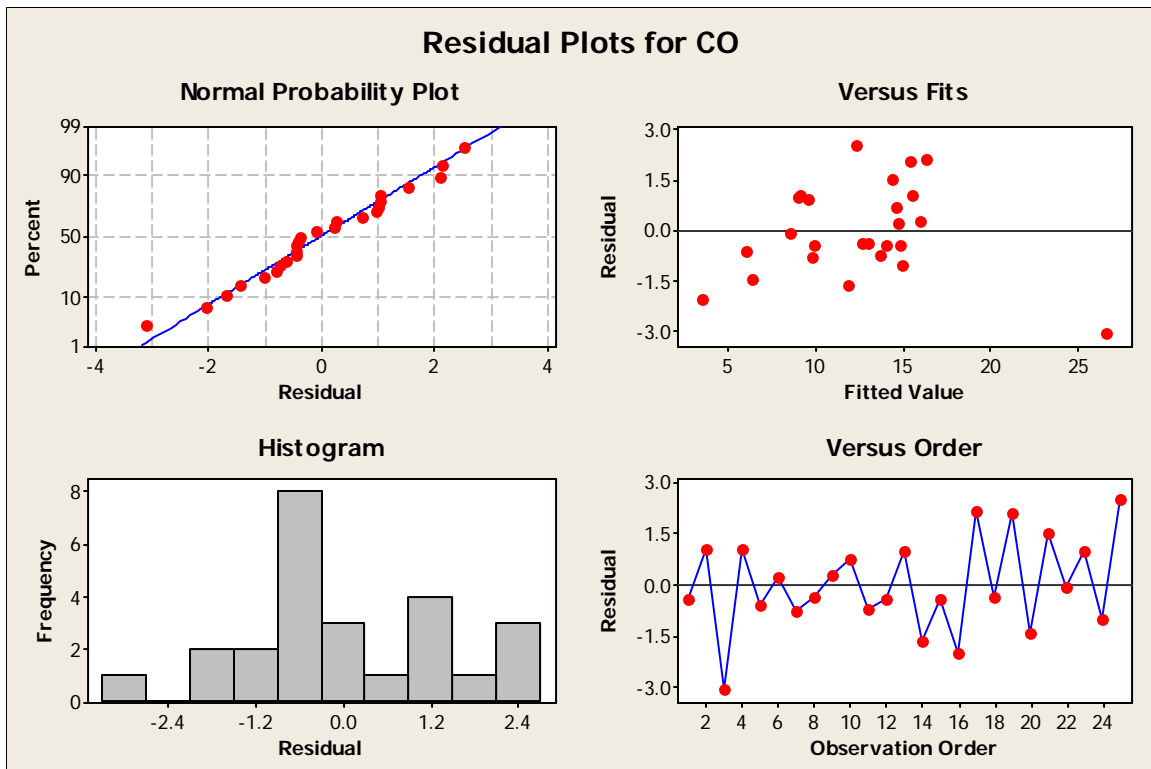 Residual Plots for CO
Normal Probability Plot
99
90
50
10
1
Percent
-4 -2 0 2 4
Residual
Versus Fits
3.0
1.5
0.0
-1.5
-3.0
Residual
5 10 15 20 25
Fitted Value
Histogram
8
6
4
2
0
Frequency
-2.4 -1.2 0.0 1.2 2.4
Residual
Versus Order
3.0
1.5
0.0
-1.5
-3.0
Residual
2 4 6 8 10 12 14 16 18 20 22 24
Observation Order